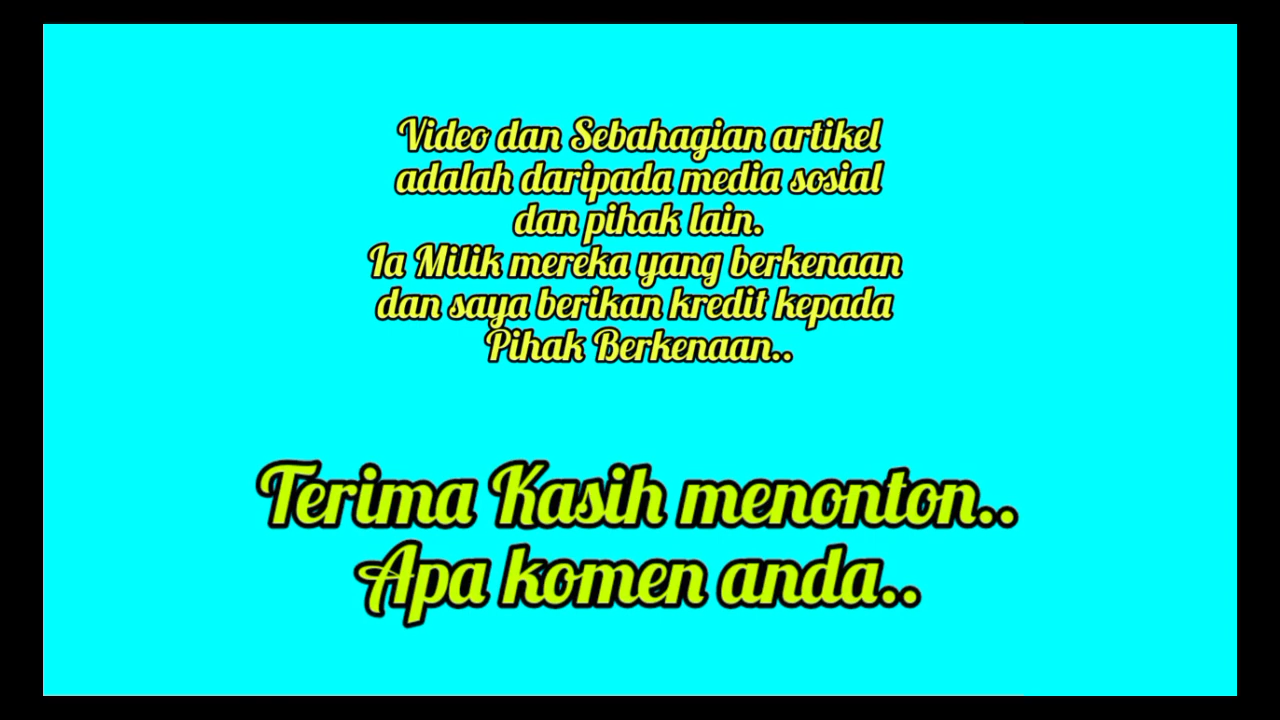 Video dan Sebahagian artikel
adalah daripada media sosial
dan pihak lain.
Ia Milik mereka yang berkenaan
dan saya berikan kredit kepada
Pihak Berkenaan..
Terima Kasih menonton..
Apa komen anda..